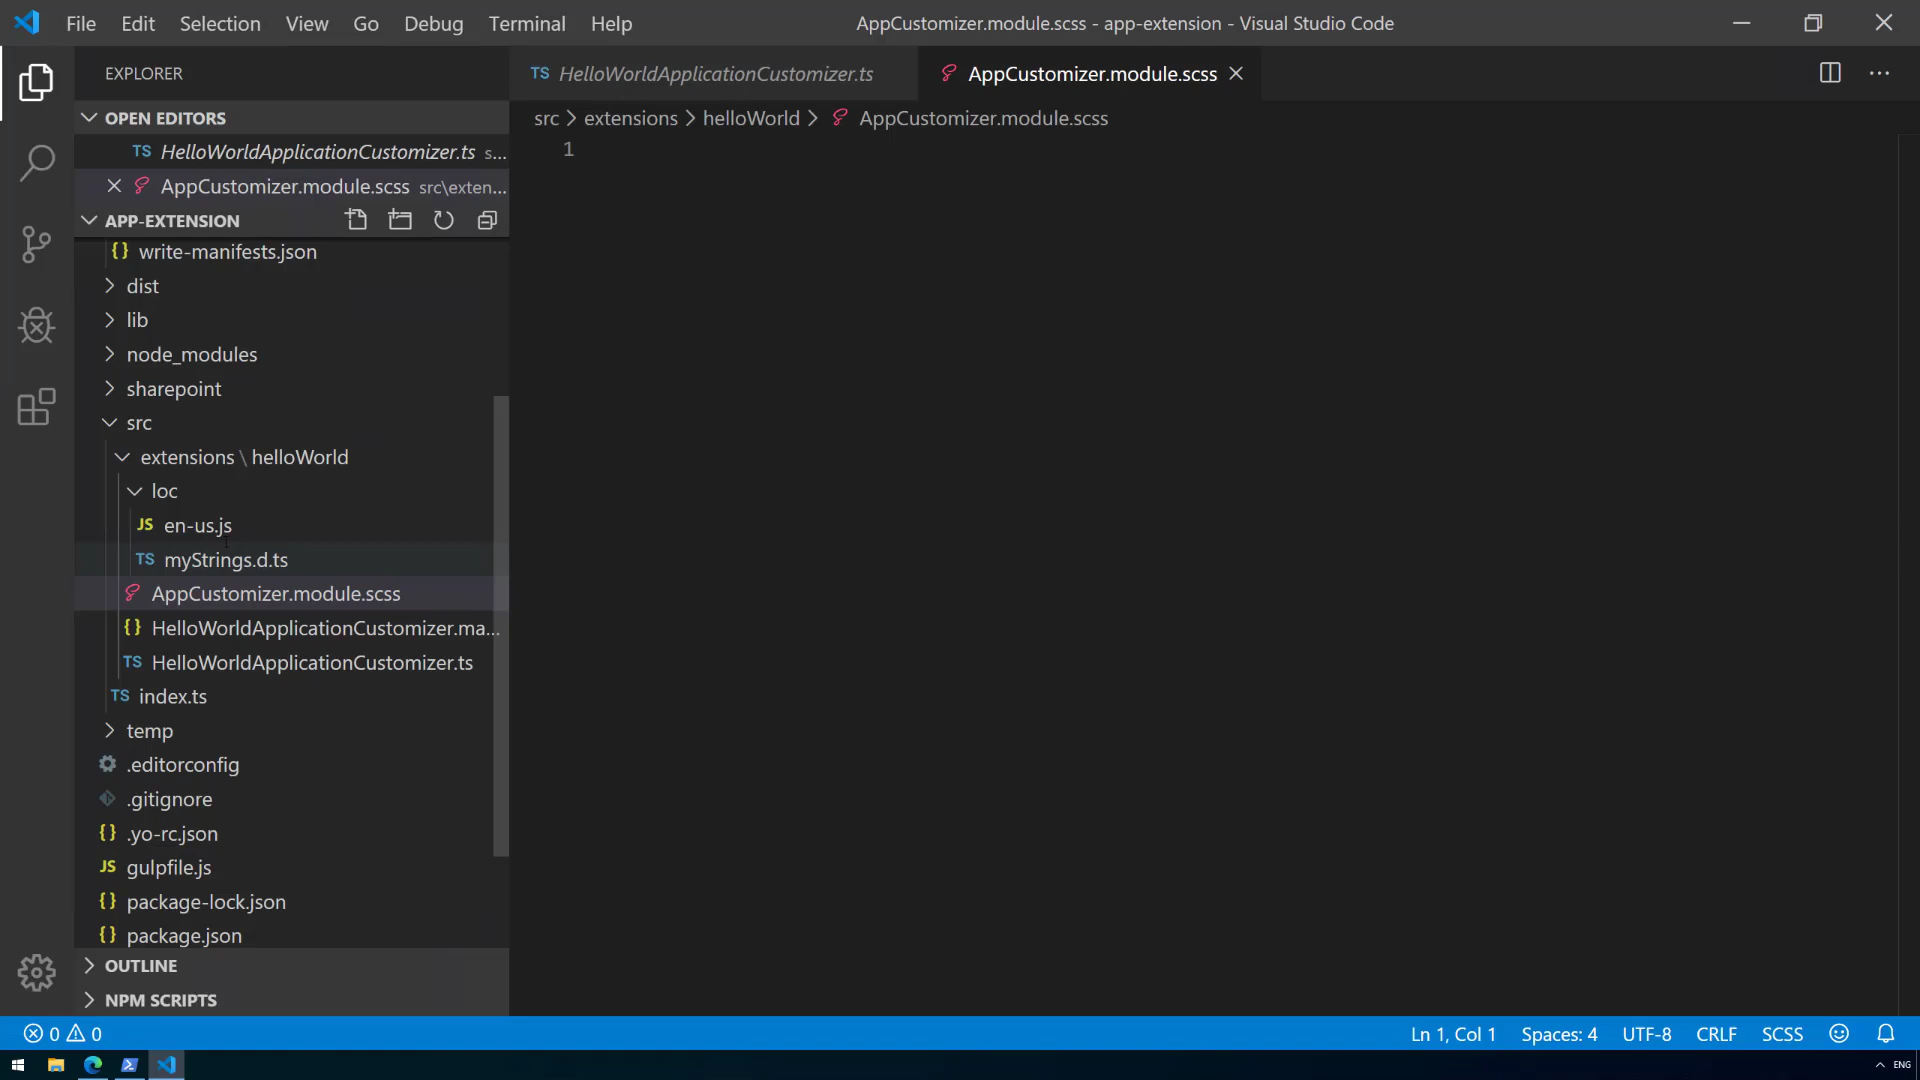 File Edit Selection View Go Debug Terminal Help
AppCustomizer.module.scss - app-extension - Visual Studio Code
EXPLORER
TS HelloWorldApplicationCustomizer.ts
AppCustomizer.module.scss
OPEN EDITORS
src > extensions > helloWorld > AppCustomizer.module.scss
TS HelloWorldApplicationCustomizer.ts s...
1
AppCustomizer.module.scss src\exten...
APP-EXTENSION
{} write-manifests.json
dist
lib
node_modules
sharepoint
src
extensions \ helloWorld
loc
JS en-us.js
TS myStrings.d.ts
AppCustomizer.module.scss
{} HelloWorldApplicationCustomizer.ma...
TS HelloWorldApplicationCustomizer.ts
TS index.ts
temp
.editorconfig
.gitignore
{} .yo-rc.json
JS gulpfile.js
{} package-lock.json
{} package.json
OUTLINE
NPM SCRIPTS
0 0
Ln 1, Col 1 Spaces: 4 UTF-8 CRLF SCSS
ENG